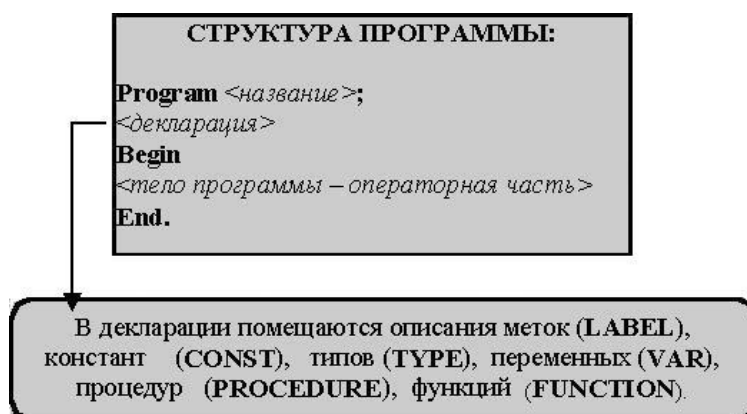 СТРУКТУРА ПРОГРАММЫ:
Program <название>;
<декларация>
Begin
<тело программы – операторная часть>
End.
В декларации помещаются описания меток (LABEL),
констант (CONST), типов (TYPE), переменных (VAR),
процедур (PROCEDURE), функций (FUNCTION).